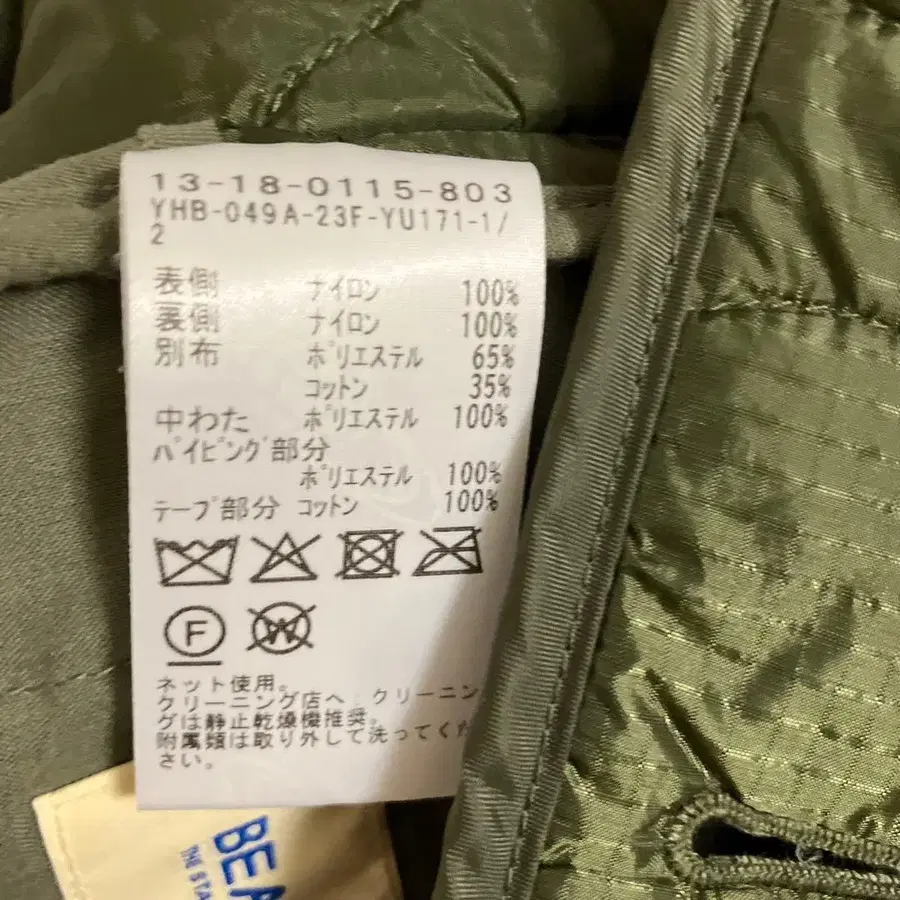 13-18-0115-803
YHB-049A-23F-YU171-1/
2
表側 ナイロン 100%
裏側 ナイロン 100%
別布 ポリエステル 65%
コットン 35%
中わた ポリエステル 100%
パイピング部分
ポリエステル 100%
テープ部分 コットン 100%
F
W
ネット使用。
クリーニング店へ:クリーニン
グは静止乾燥機推奨。
附属類は取り外して洗ってくだ
さい。
BEA
THE STA